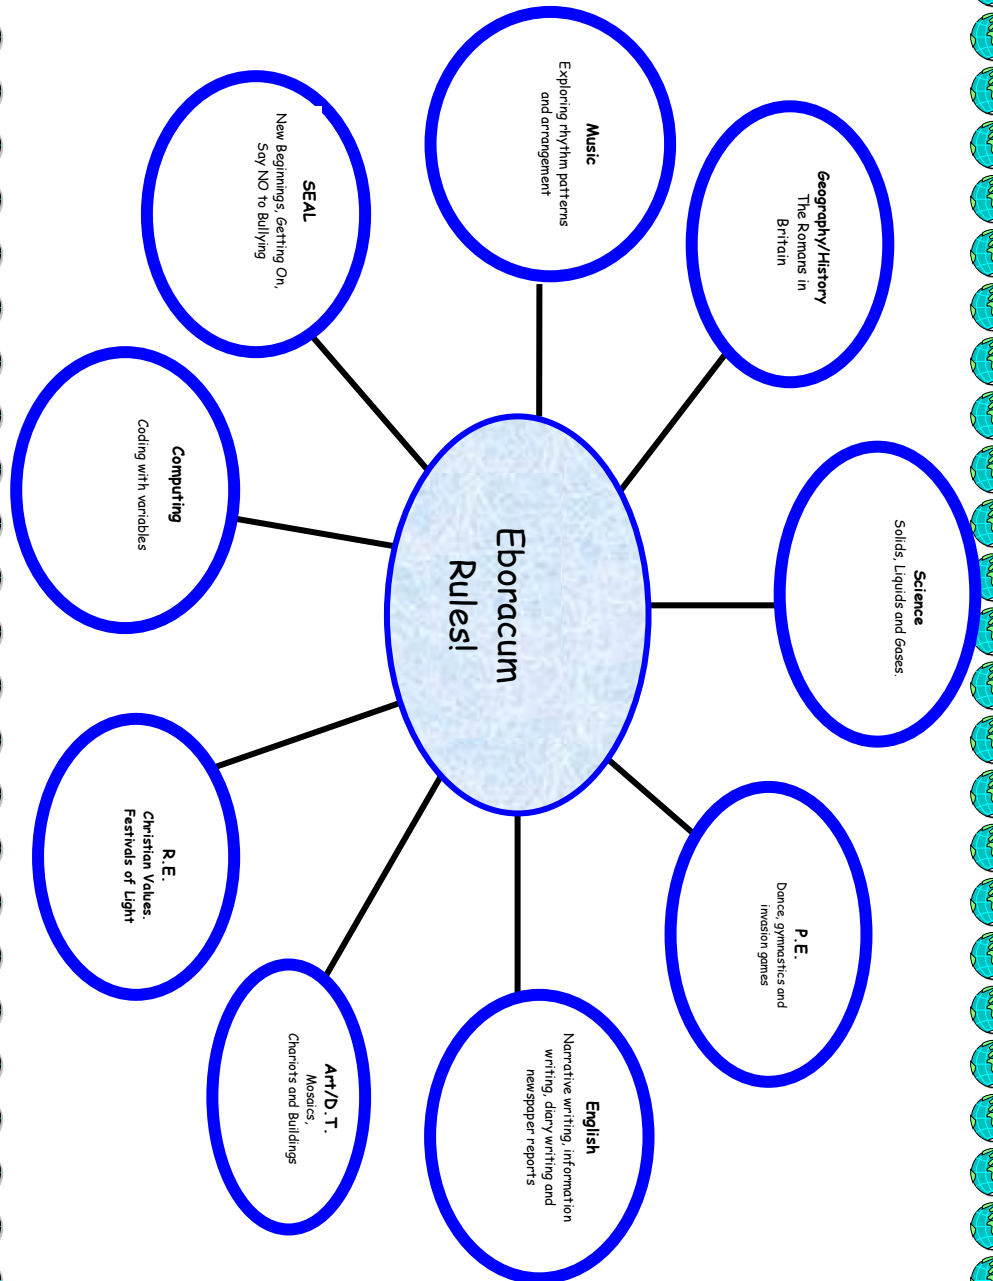 Geography/History
The Romans in
Britain
Science
Solids, Liquids and Gases.
P.E.
Dance, gymnastics and
invasion games
Music
Exploring rhythm patterns
and arrangement
Eboracum
Rules!
English
Narrative writing, information
writing, diary writing and
newspaper reports
SEAL
New Beginnings, Getting On,
Say NO to Bullying
Computing
Coding with variables
R.E.
Christian Values.
Festivals of Light
Art/D.T.
Mosaics,
Chariots and Buildings